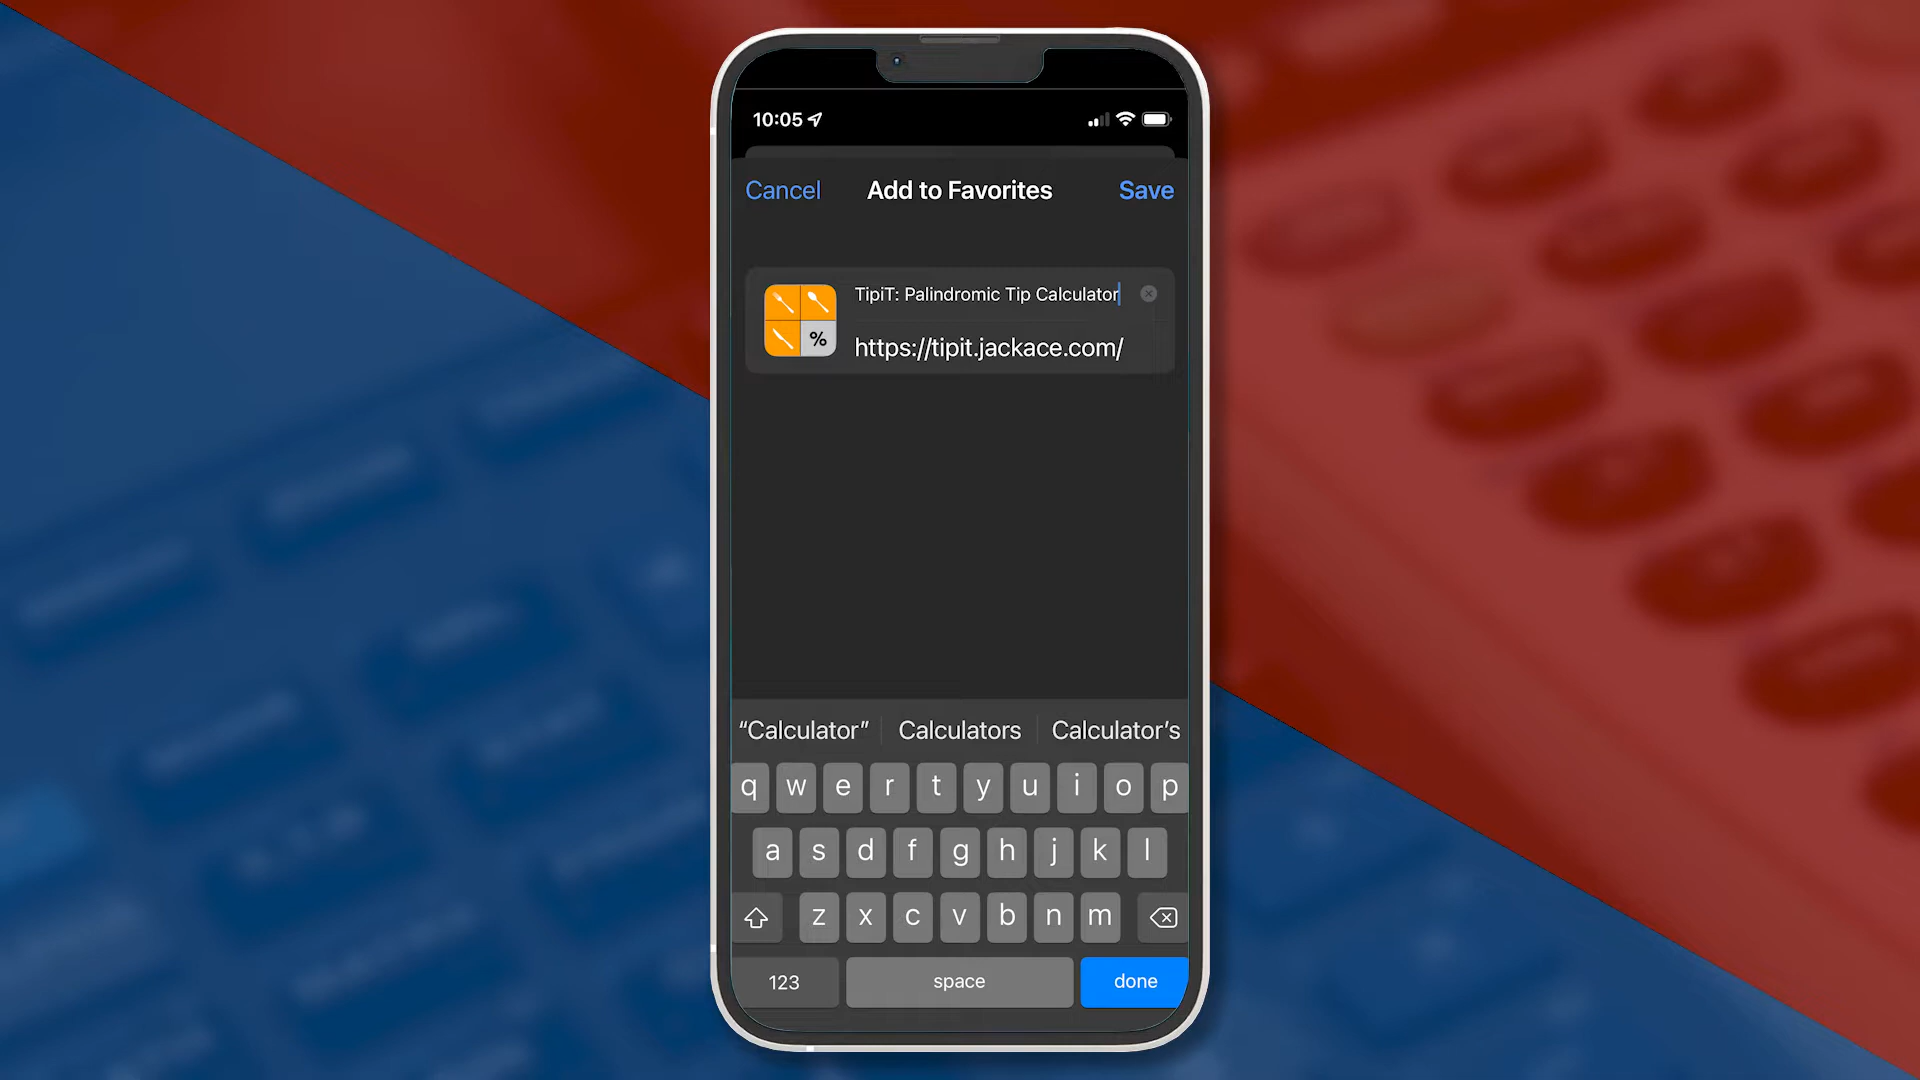 10:05
Cancel Add to Favorites Save
TipiT: Palindromic Tip Calculator
%
https://tipit.jackace.com/
“Calculator” Calculators Calculator’s
q w e r t y u i o p
a s d f g h j k l
z x c v b n m
123 space done